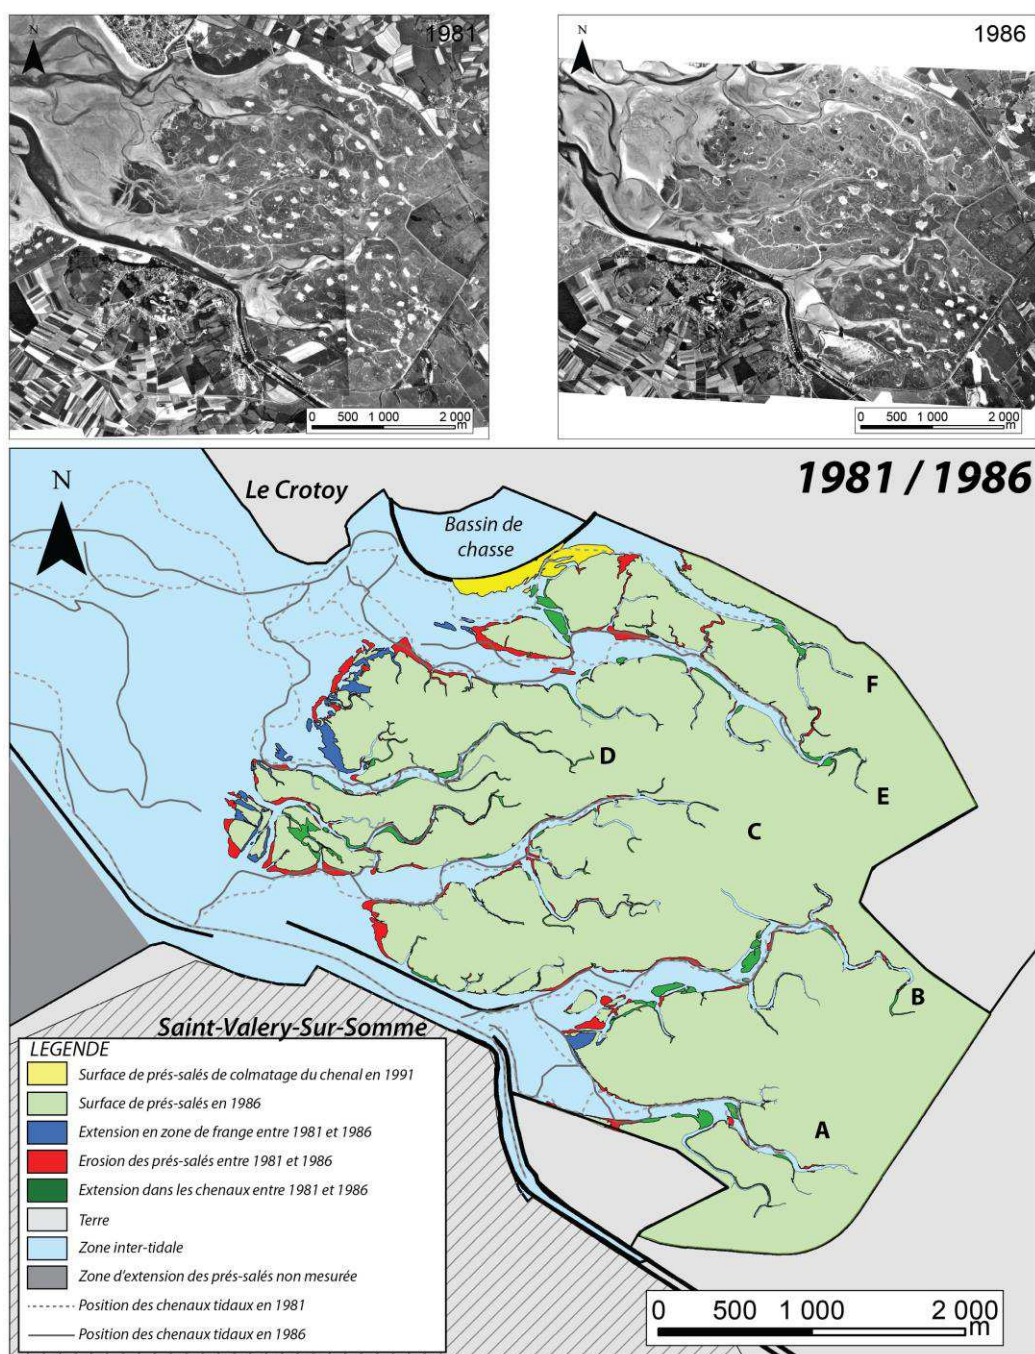 N
1981
0 500 1 000 2 000
m
N
1986
0 500 1 000 2 000
m
1981 / 1986
N
Le Crotoy
Bassin de
chasse
F
D
E
C
B
A
Saint-Valery-Sur-Somme
LEGENDE
Surface de prés-salés de colmatage du chenal en 1991
Surface de prés-salés en 1986
Extension en zone de frange entre 1981 et 1986
Erosion des prés-salés entre 1981 et 1986
Extension dans les chenaux entre 1981 et 1986
Terre
Zone inter-tidale
Zone d'extension des prés-salés non mesurée
Position des chenaux tidaux en 1981
Position des chenaux tidaux en 1986
0 500 1 000 2 000
m